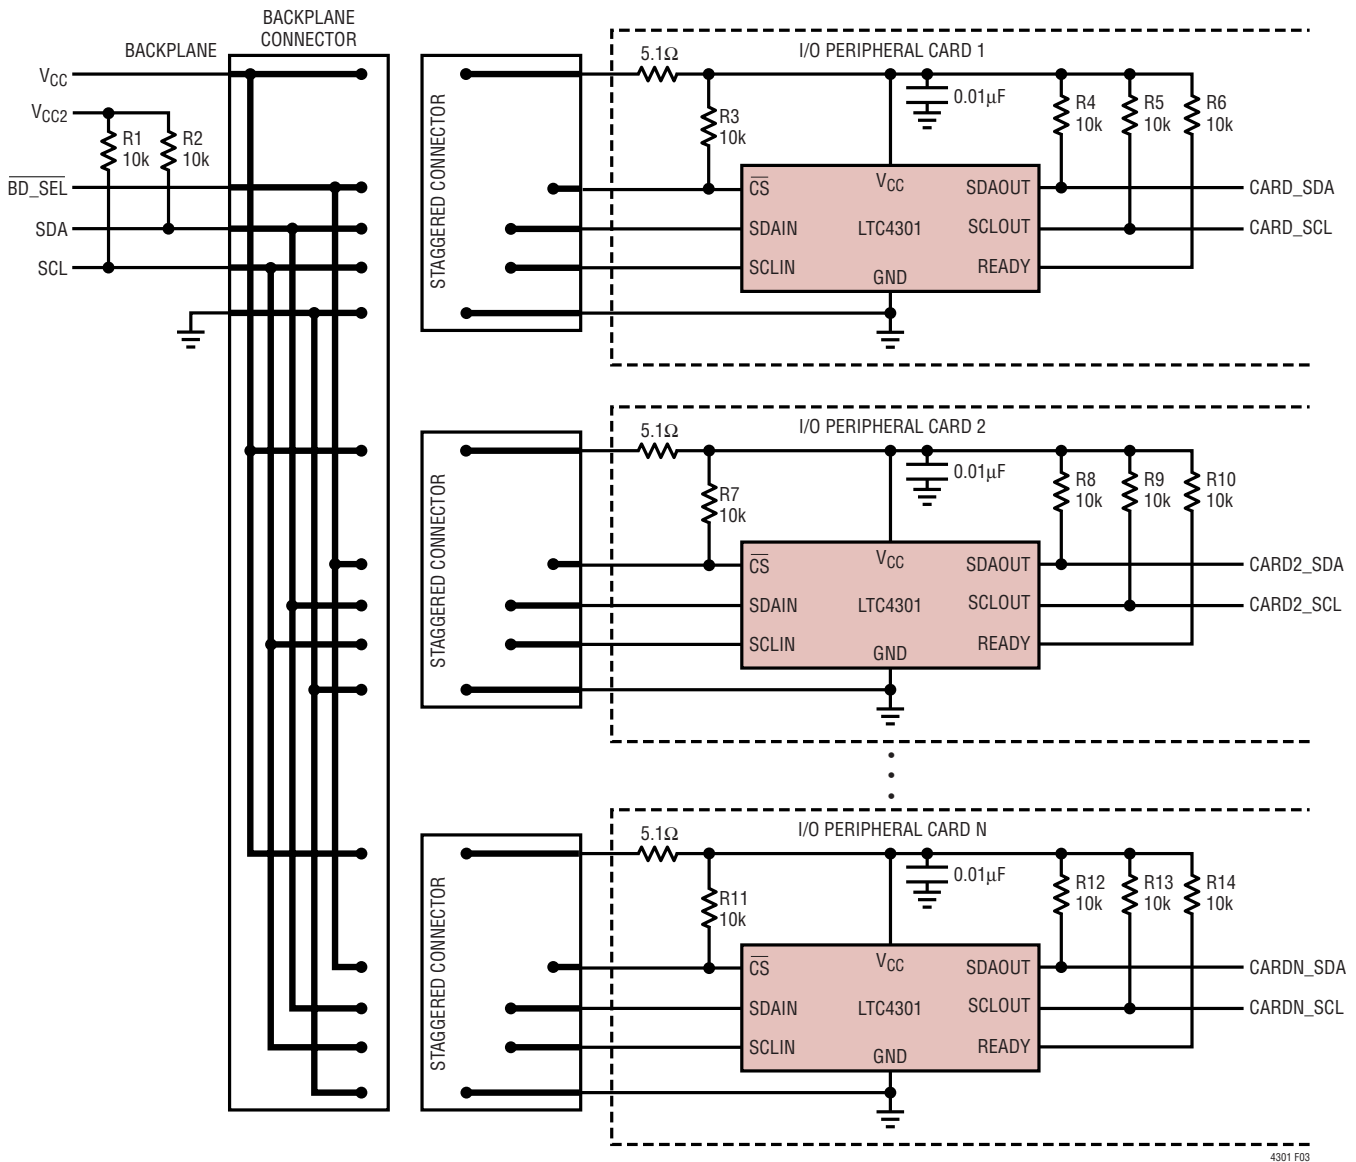 BACKPLANE
CONNECTOR
BACKPLANE
VCC
VCC2
R1
10k
R2
10k
BD_SEL
SDA
SCL
STAGGERED CONNECTOR
I/O PERIPHERAL CARD 1
5.1Ω
R3
10k
0.01µF
R4
10k
R5
10k
R6
10k
CS
VCC
SDAOUT
SDAIN
LTC4301
SCLOUT
SCLIN
GND
READY
CARD_SDA
CARD_SCL
STAGGERED CONNECTOR
I/O PERIPHERAL CARD 2
5.1Ω
R7
10k
0.01µF
R8
10k
R9
10k
R10
10k
CS
VCC
SDAOUT
SDAIN
LTC4301
SCLOUT
SCLIN
GND
READY
CARD2_SDA
CARD2_SCL
STAGGERED CONNECTOR
I/O PERIPHERAL CARD N
5.1Ω
R11
10k
0.01µF
R12
10k
R13
10k
R14
10k
CS
VCC
SDAOUT
SDAIN
LTC4301
SCLOUT
SCLIN
GND
READY
CARDN_SDA
CARDN_SCL
4301 F03